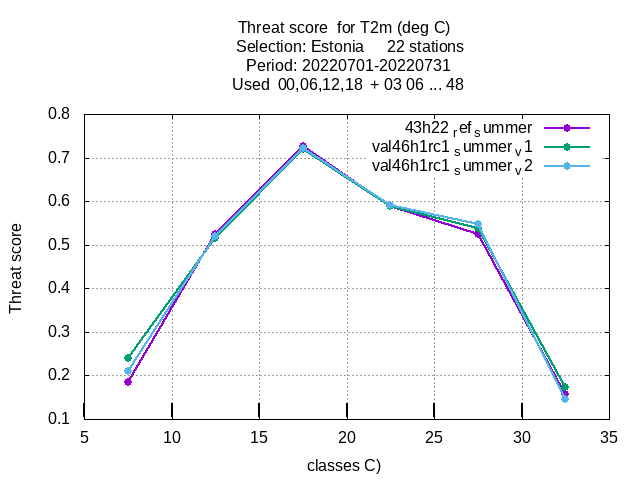 Threat score  for T2m (deg C)
Selection: Estonia     22 stations
Period: 20220701-20220731
Used  00,06,12,18  + 03 06 ... 48
0.8
0.7
0.6
0.5
0.4
0.3
0.2
0.1
Threat score
43h22 ref summer
val46h1rc1 summer v1
val46h1rc1 summer v2
5 10 15 20 25 30 35
classes C)